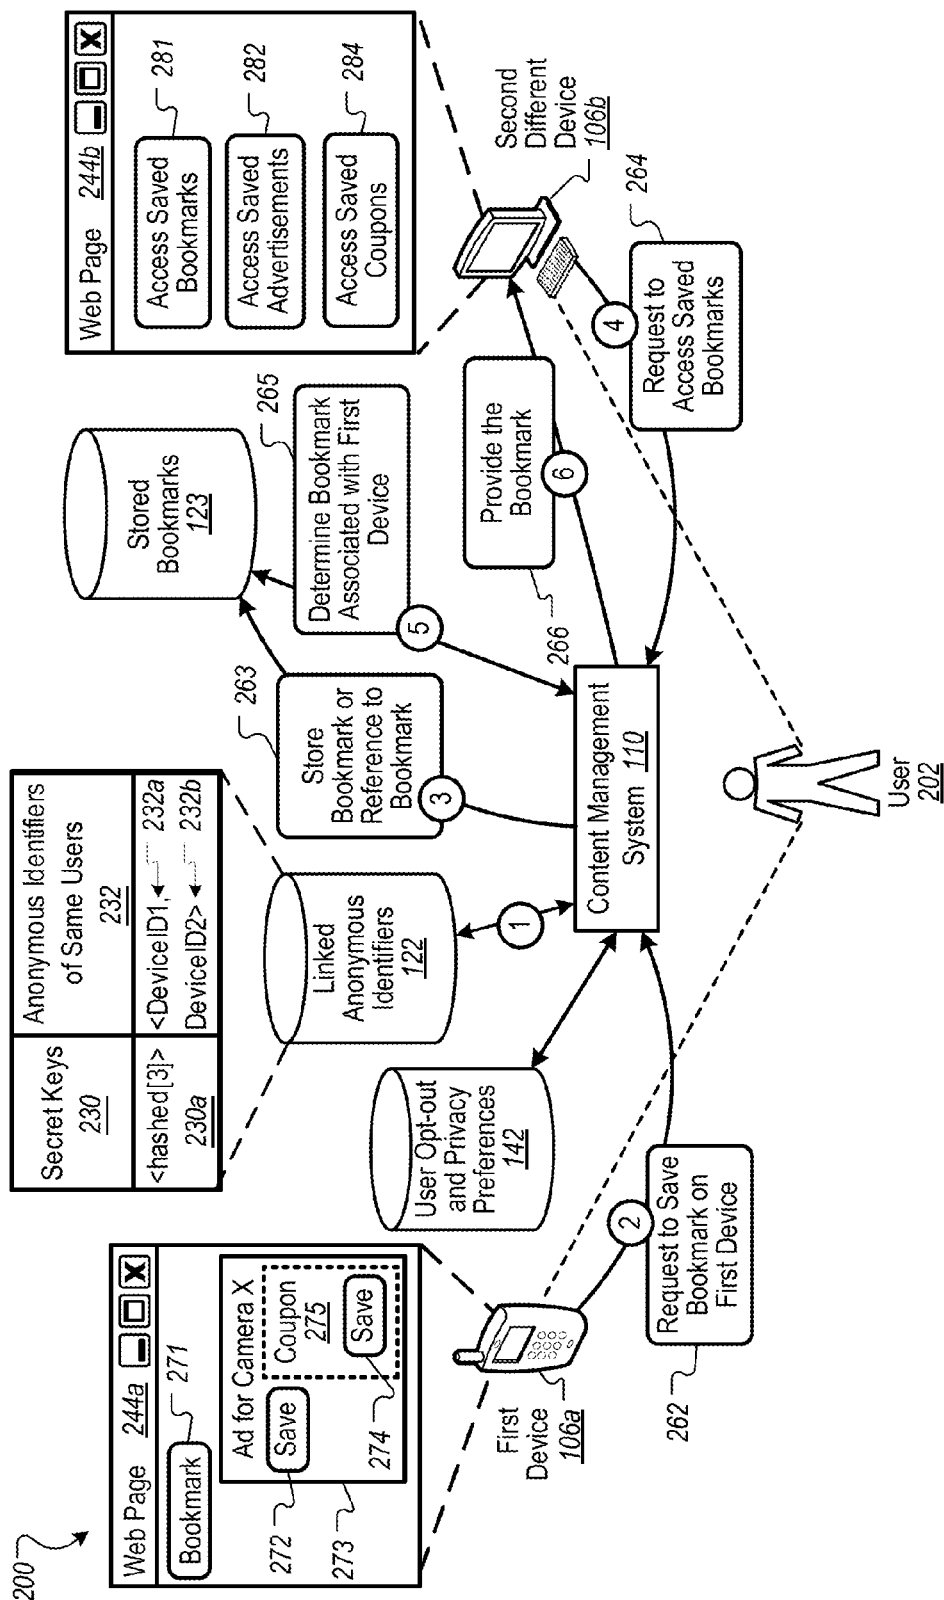 200
Web Page 244a
Bookmark
271
Ad for Camera X
Save
Coupon
275
Save
272
273
274
First
Device
106a
262
Request to Save
Bookmark on
First Device
2
Secret Keys
230
Anonymous Identifiers
of Same Users
232
<hashed[3]>
230a
<DeviceID1,
232a
DeviceID2>
232b
User Opt-out
and Privacy
Preferences
142
Linked
Anonymous
Identifiers
122
1
Content Management
System 110
263
Store
Bookmark or
Reference to
Bookmark
3
Stored
Bookmarks
123
265
Determine Bookmark
Associated with First
Device
5
266
Provide the
Bookmark
6
Web Page 244b
Access Saved
Bookmarks
281
Access Saved
Advertisements
282
Access Saved
Coupons
284
Second
Different
Device
106b
264
4
Request to
Access Saved
Bookmarks
User
202